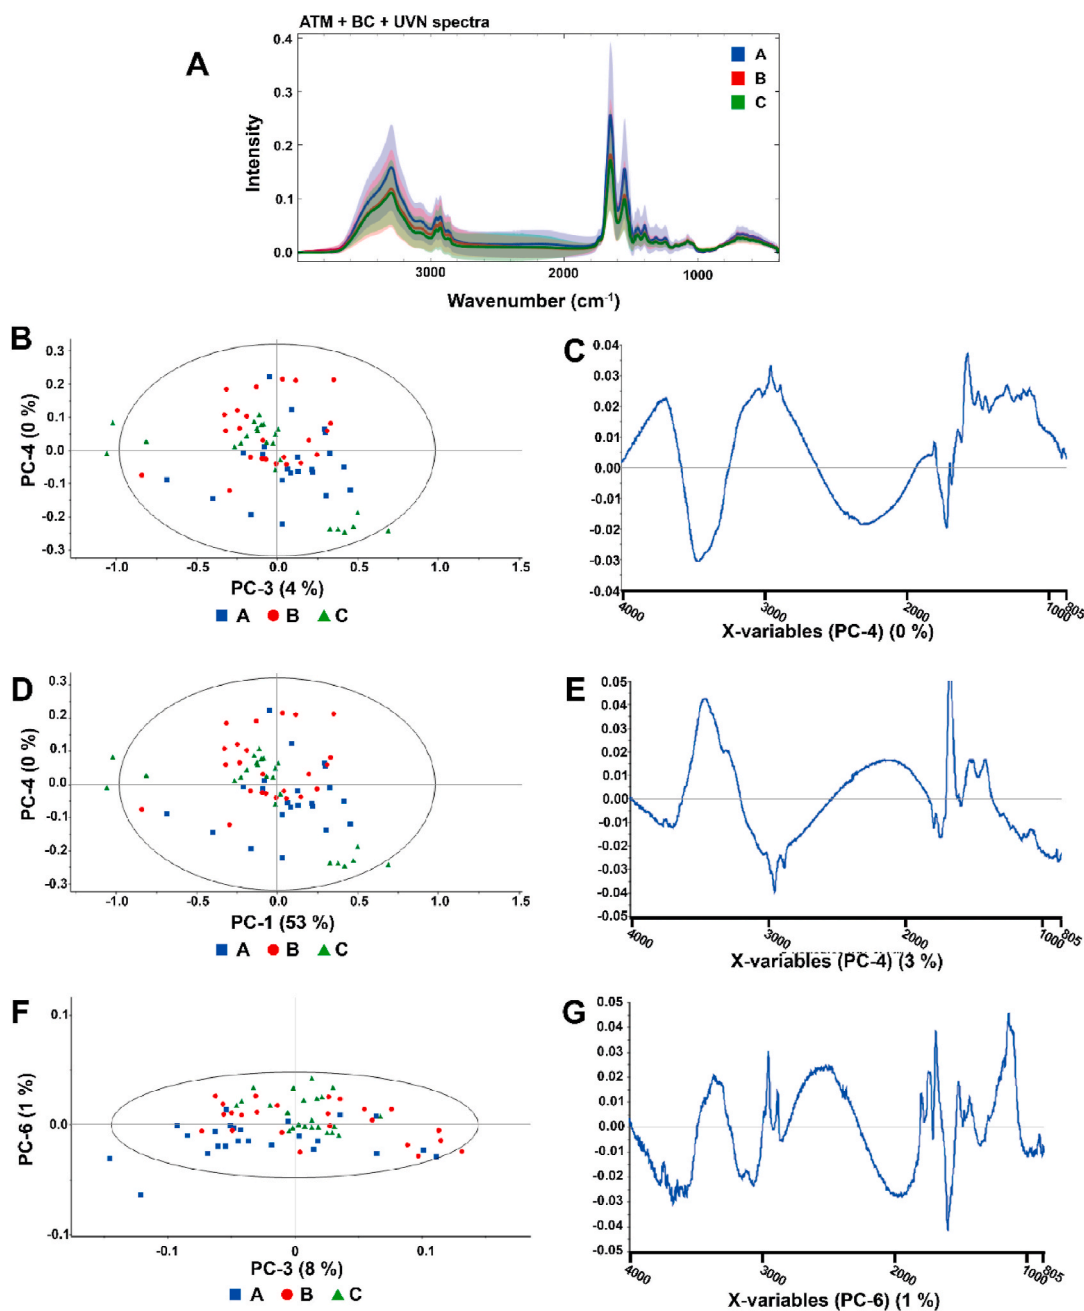 ATM + BC + UVN spectra
A
0.4
0.3
0.2
0.1
0.0
Intensity
A
B
C
3000 2000 1000
Wavenumber (cm-1)
B
0.3
0.2
0.1
0.0
-0.1
-0.2
-0.3
PC-4 (0 %)
-1.0 -0.5 0.0 0.5 1.0 1.5
PC-3 (4 %)
A B C
C
0.04
0.03
0.02
0.01
0.00
-0.01
-0.02
-0.03
-0.04
4000 3000 2000 1000 805
X-variables (PC-4) (0 %)
D
0.3
0.2
0.1
0.0
-0.1
-0.2
-0.3
PC-4 (0 %)
-1.0 -0.5 0.0 0.5 1.0 1.5
PC-1 (53 %)
A B C
E
0.05
0.04
0.03
0.02
0.01
0.00
-0.01
-0.02
-0.03
-0.04
-0.05
4000 3000 2000 1000 805
X-variables (PC-4) (3 %)
F
0.1
0.0
-0.1
PC-6 (1 %)
-0.1 0 0.1
PC-3 (8 %)
A B C
G
0.05
0.04
0.03
0.02
0.01
0.00
-0.01
-0.02
-0.03
-0.04
-0.05
4000 3000 2000 1000 805
X-variables (PC-6) (1 %)